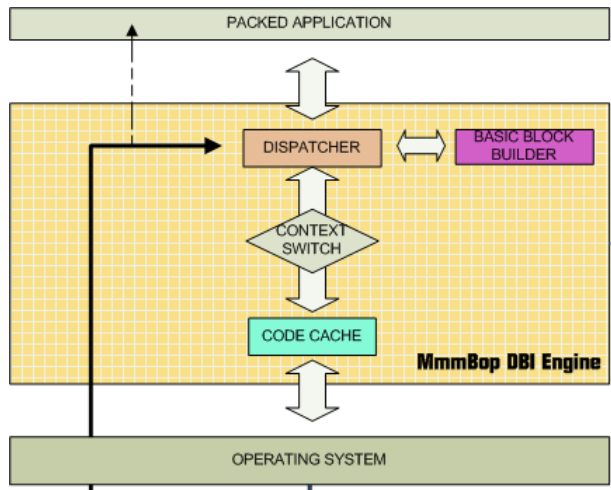 PACKED APPLICATION
DISPATCHER
BASIC BLOCK
BUILDER
CONTEXT
SWITCH
CODE CACHE
MmmBop DBI Engine
OPERATING SYSTEM